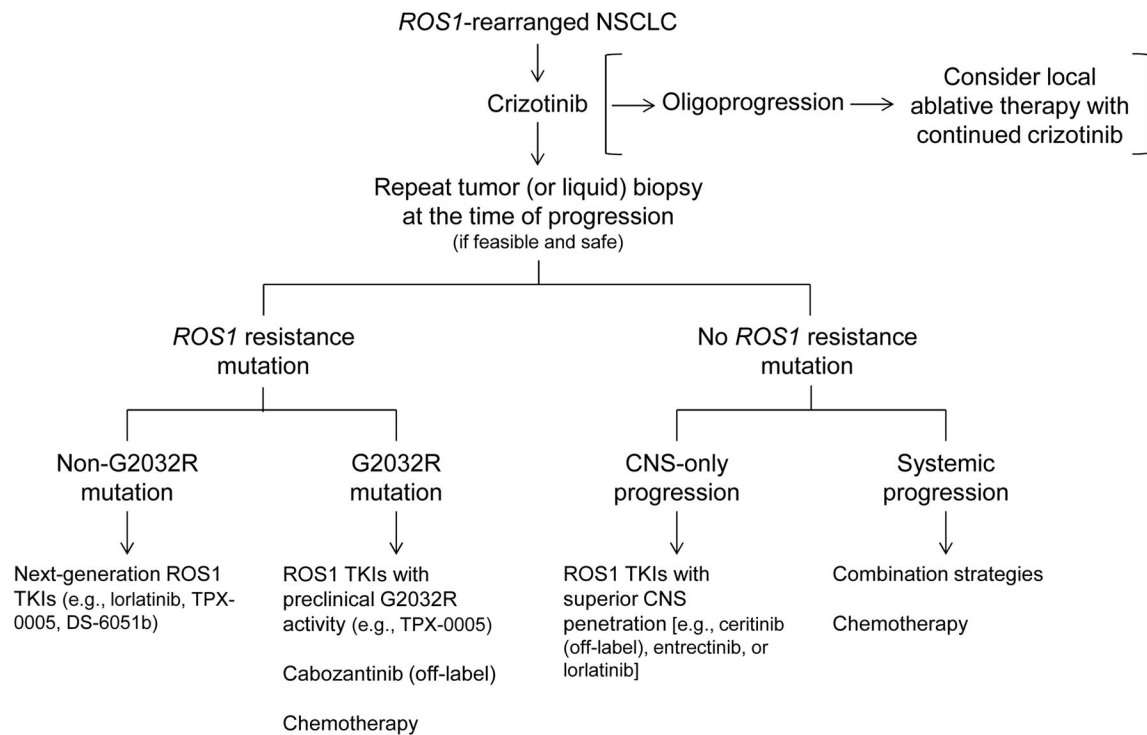 ROS1-rearranged NSCLC
Crizotinib
Oligoprogression
Consider local
ablative therapy with
continued crizotinib
Repeat tumor (or liquid) biopsy
at the time of progression
(if feasible and safe)
ROS1 resistance
mutation
No ROS1 resistance
mutation
Non-G2032R
mutation
G2032R
mutation
CNS-only
progression
Systemic
progression
Next-generation ROS1
TKIs (e.g., lorlatinib, TPX-
0005, DS-6051b)
ROS1 TKIs with
preclinical G2032R
activity (e.g., TPX-0005)
Cabozantinib (off-label)
Chemotherapy
ROS1 TKIs with
superior CNS
penetration [e.g., ceritinib
(off-label), entrectinib, or
lorlatinib]
Combination strategies
Chemotherapy